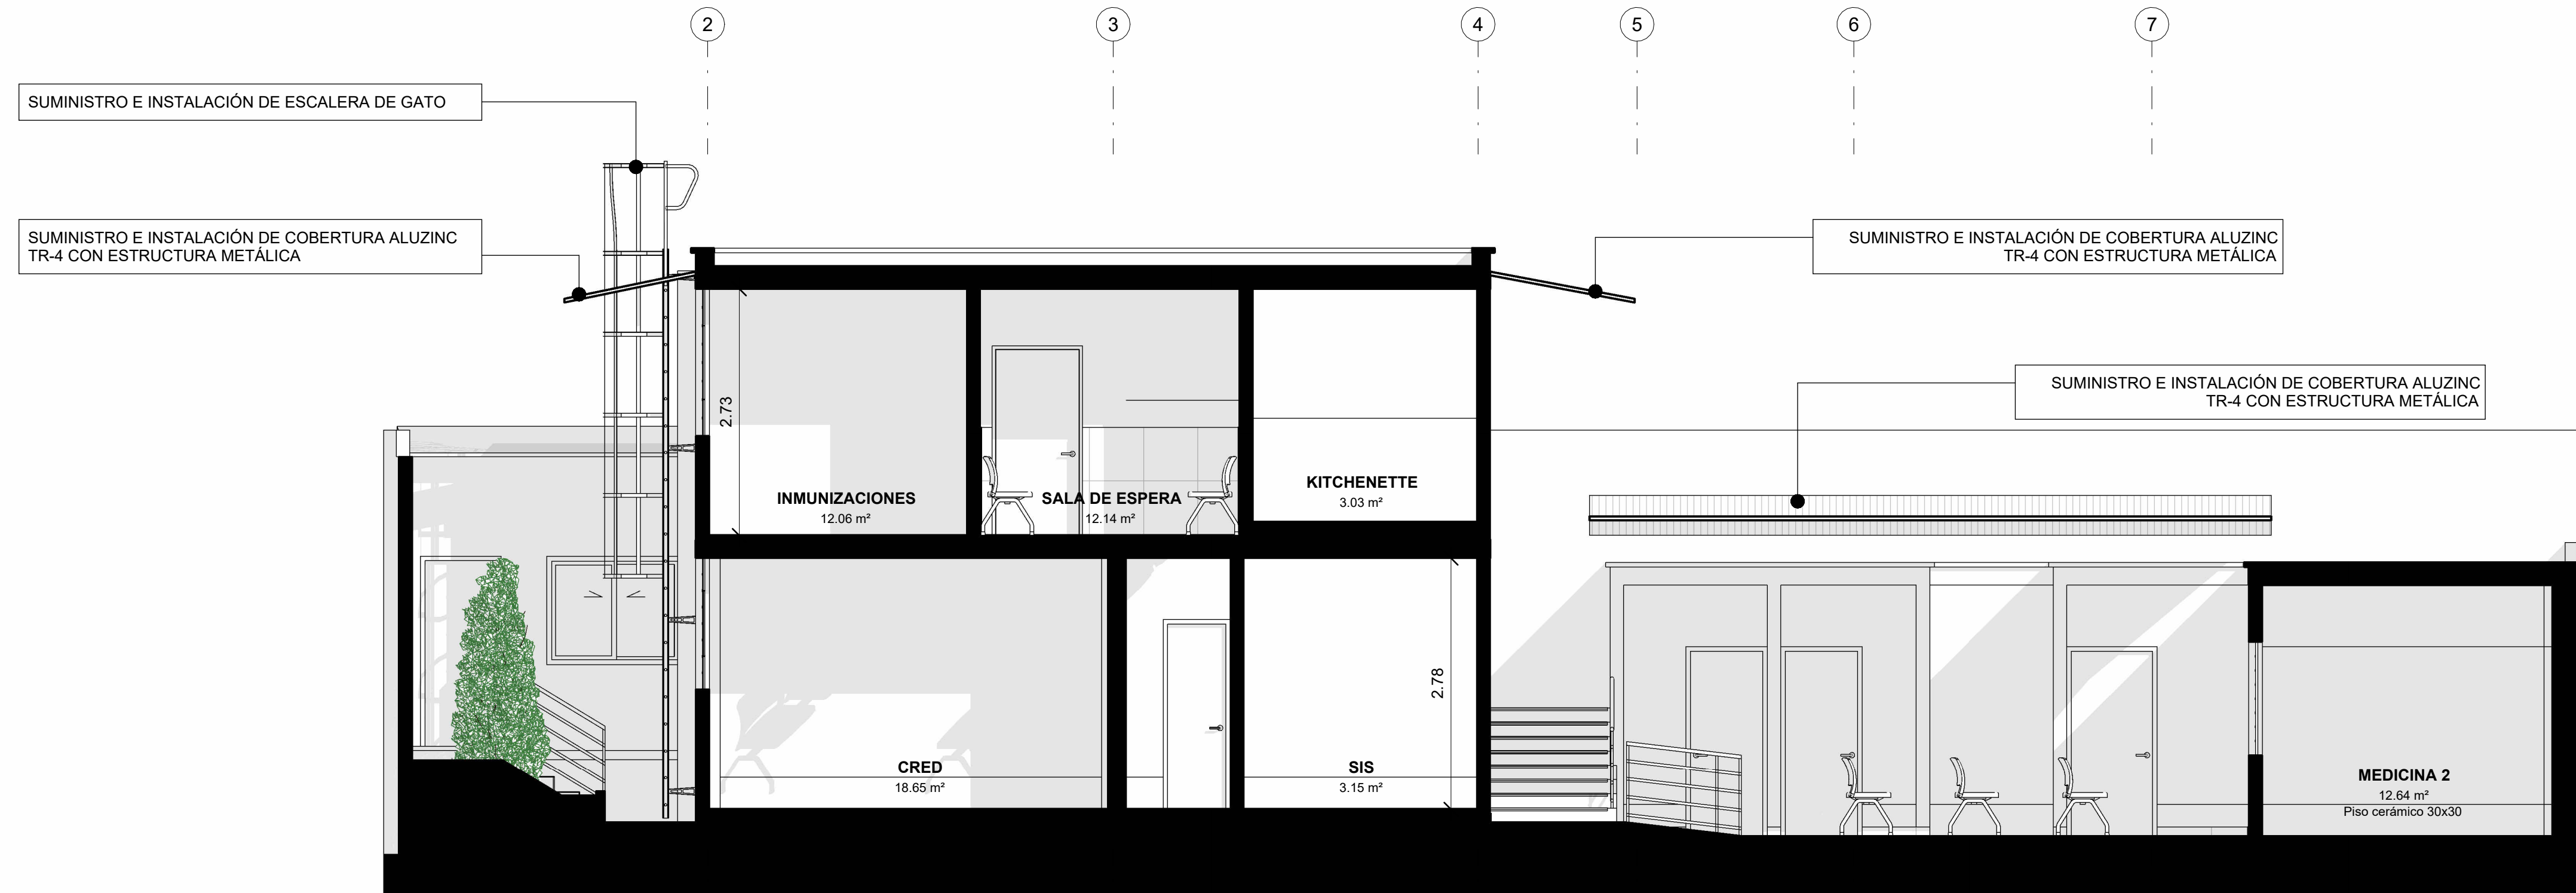 2
3
4
5
6
7
SUMINISTRO E INSTALACIÓN DE ESCALERA DE GATO
SUMINISTRO E INSTALACIÓN DE COBERTURA ALUZINC
TR-4 CON ESTRUCTURA METÁLICA
SUMINISTRO E INSTALACIÓN DE COBERTURA ALUZINC
TR-4 CON ESTRUCTURA METÁLICA
SUMINISTRO E INSTALACIÓN DE COBERTURA ALUZINC
TR-4 CON ESTRUCTURA METÁLICA
2.73
INMUNIZACIONES
12.06 m²
SALA DE ESPERA
12.14 m²
KITCHENETTE
3.03 m²
CRED
18.65 m²
SIS
3.15 m²
2.78
MEDICINA 2
12.64 m²
Piso cerámico 30x30